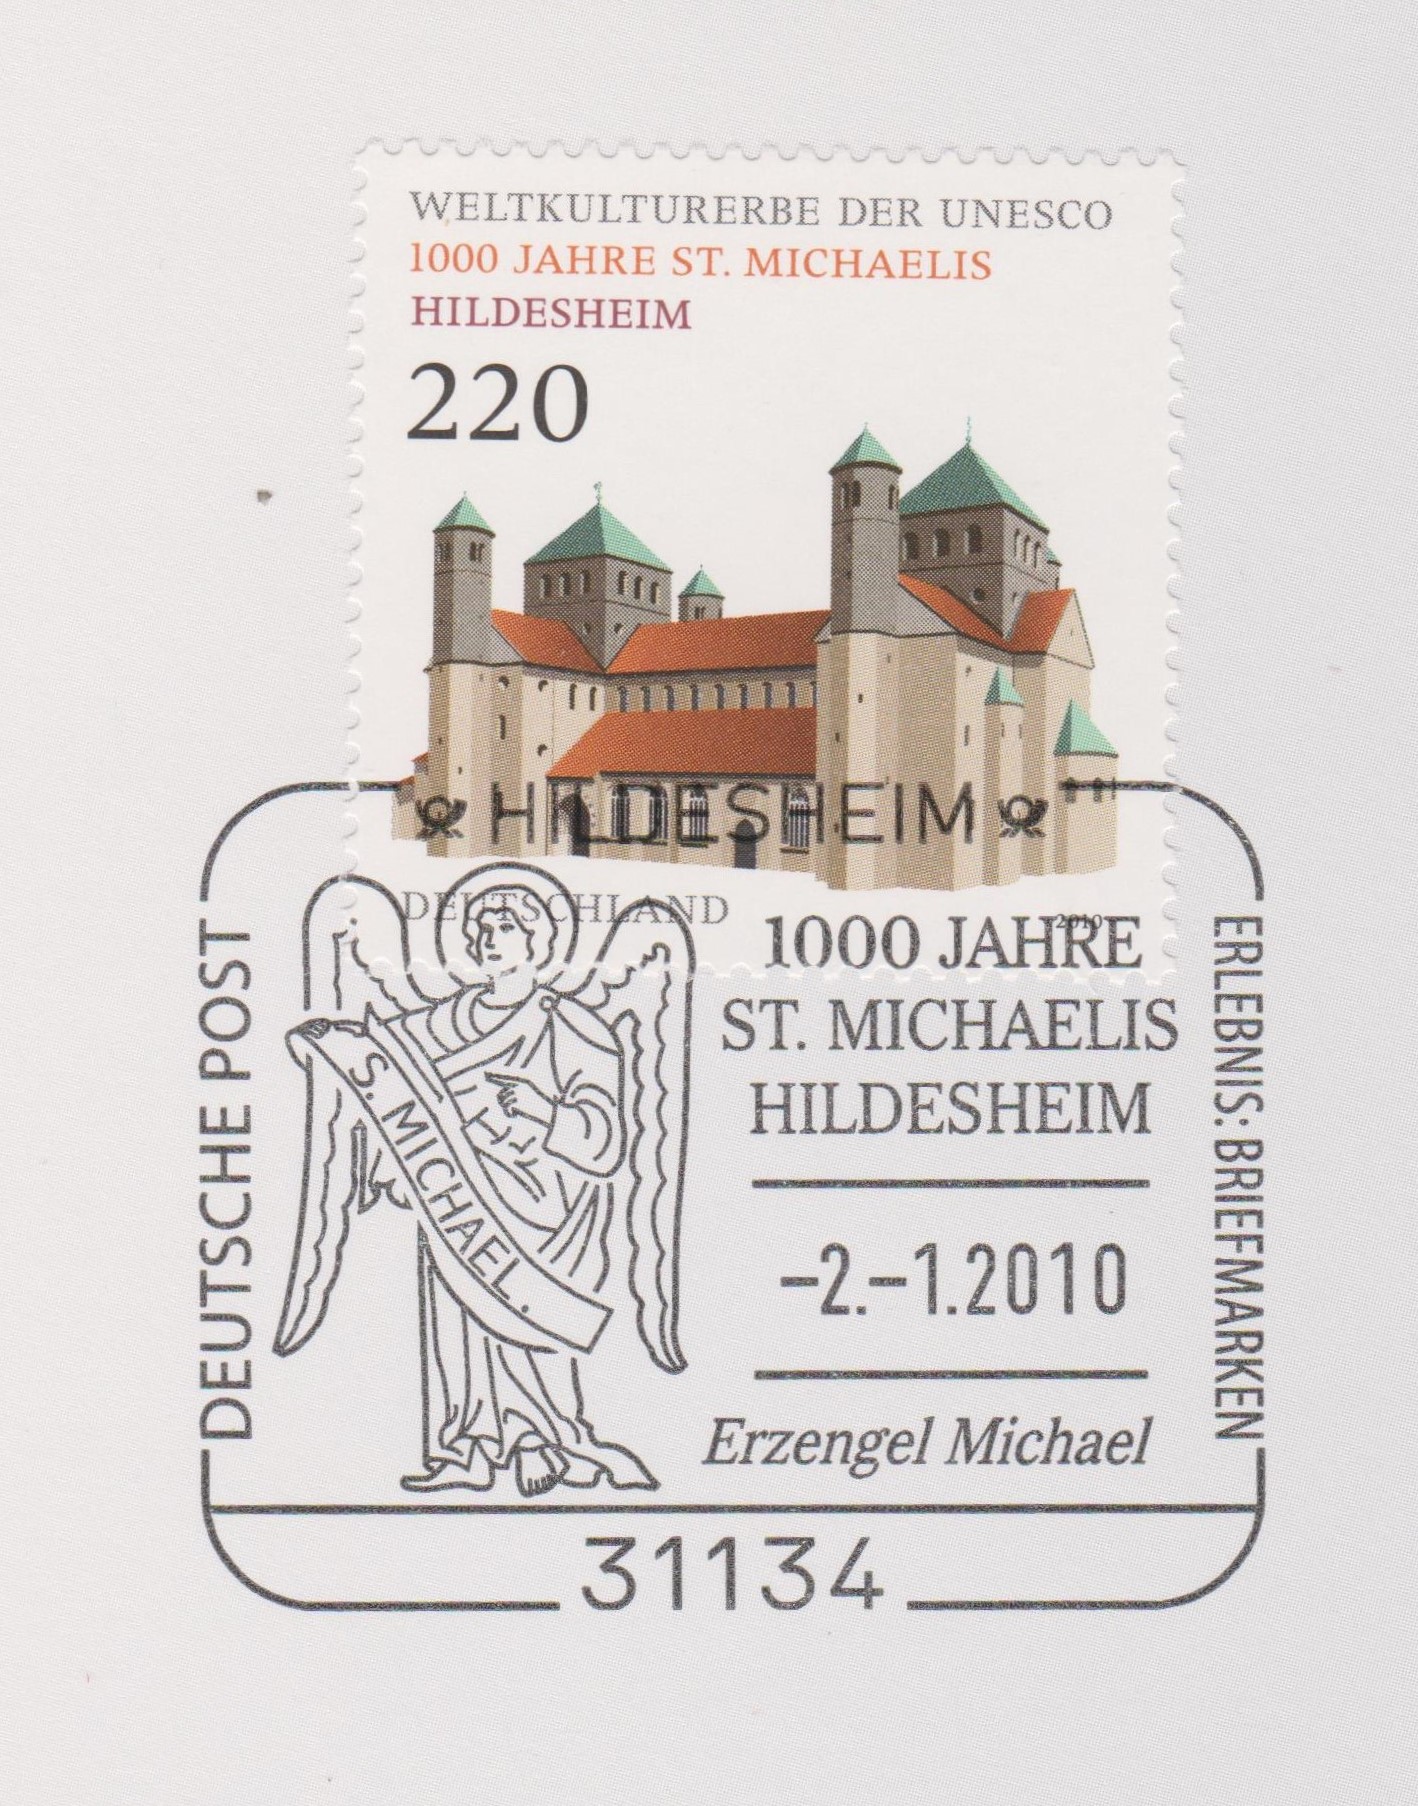 WELTKULTURERBE DER UNESCO
1000 JAHRE ST. MICHAELIS
HILDESHEIM
220
HILDESHEIM
DEUTSCHLAND
2010
DEUTSCHE POST
S. MICHAEL.
1000 JAHRE
ST. MICHAELIS
HILDESHEIM
-2.-1.2010
Erzengel Michael
ERLEBNIS: BRIEFMARKEN
31134